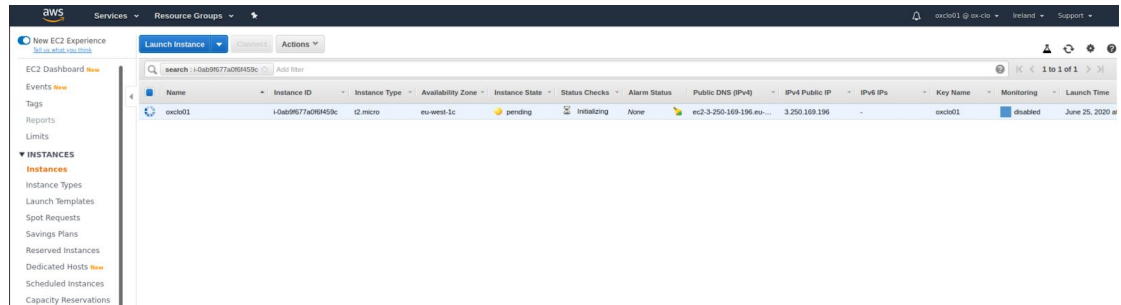 aws Services Resource Groups oxclo01 @ ox-clo Ireland Support
New EC2 Experience
Tell us what you think
Launch Instance Connect Actions
EC2 Dashboard New
search : i-0ab9f677a0f6f459c Add filter 1 to 1 of 1
Events New
Name Instance ID Instance Type Availability Zone Instance State Status Checks Alarm Status Public DNS (IPv4) IPv4 Public IP IPv6 IPs Key Name Monitoring Launch Time
Tags
oxclo01 i-0ab9f677a0f6f459c t2.micro eu-west-1c pending Initializing None ec2-3-250-169-196.eu-... 3.250.169.196 - oxclo01 disabled June 25, 2020 at
Reports
Limits
INSTANCES
Instances
Instance Types
Launch Templates
Spot Requests
Savings Plans
Reserved Instances
Dedicated Hosts New
Scheduled Instances
Capacity Reservations